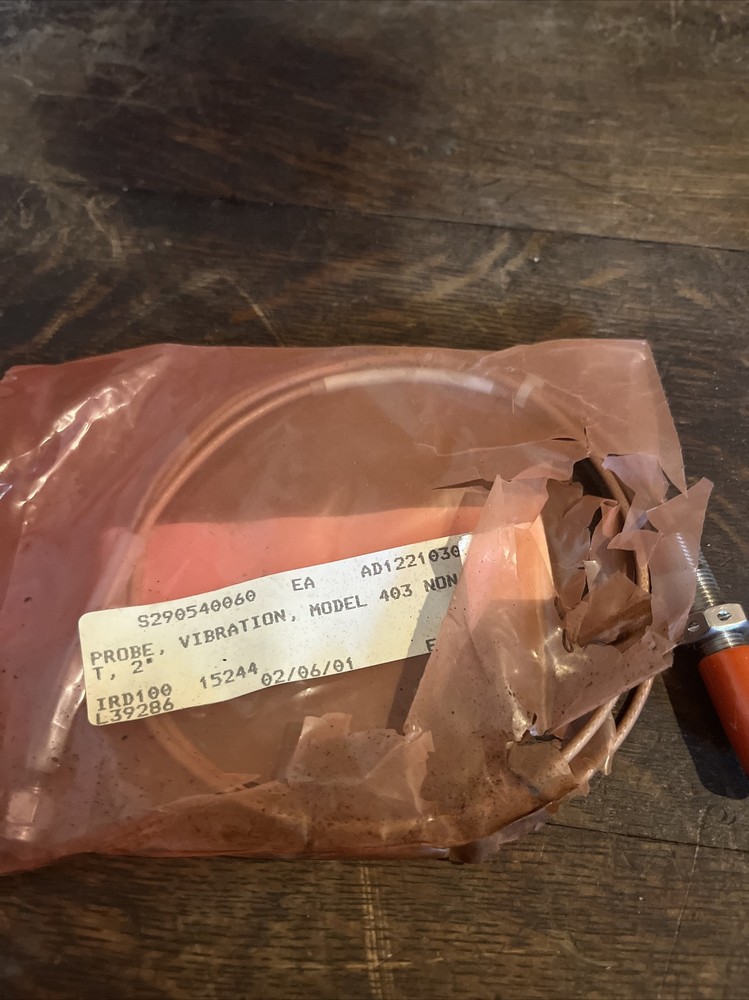 S290540060 EA AD1221030
PROBE, VIBRATION, MODEL 403 NON
T, 2"
E
IRD100 15244 02/06/01
L39286